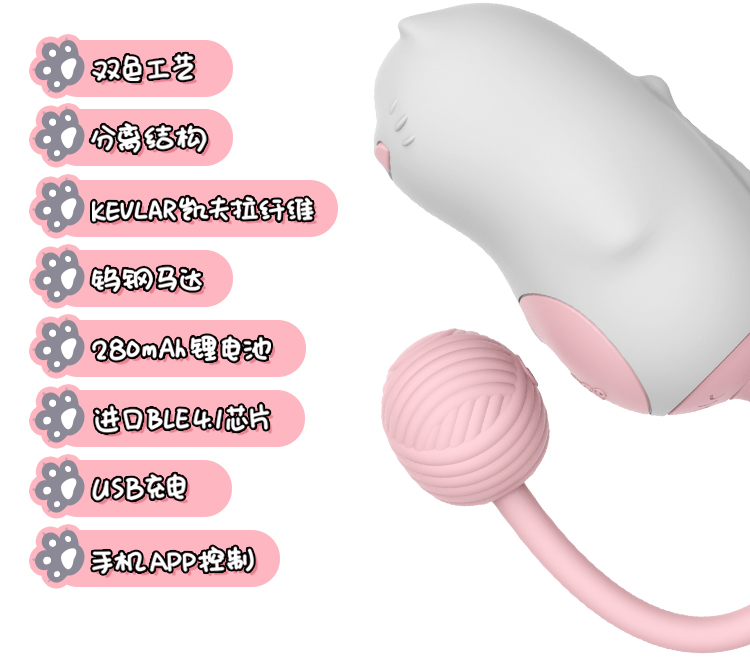 双色工艺
分离结构
KEVLAR凯夫拉纤维
钨钢马达
280mAh锂电池
进口BLE4.1芯片
USB充电
手机APP控制